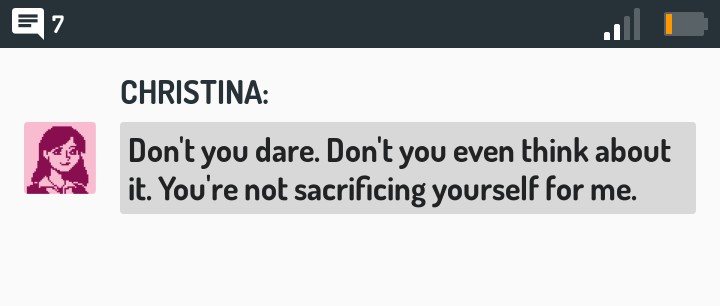 7
CHRISTINA:
Don't you dare. Don't you even think about
it. You're not sacrificing yourself for me.